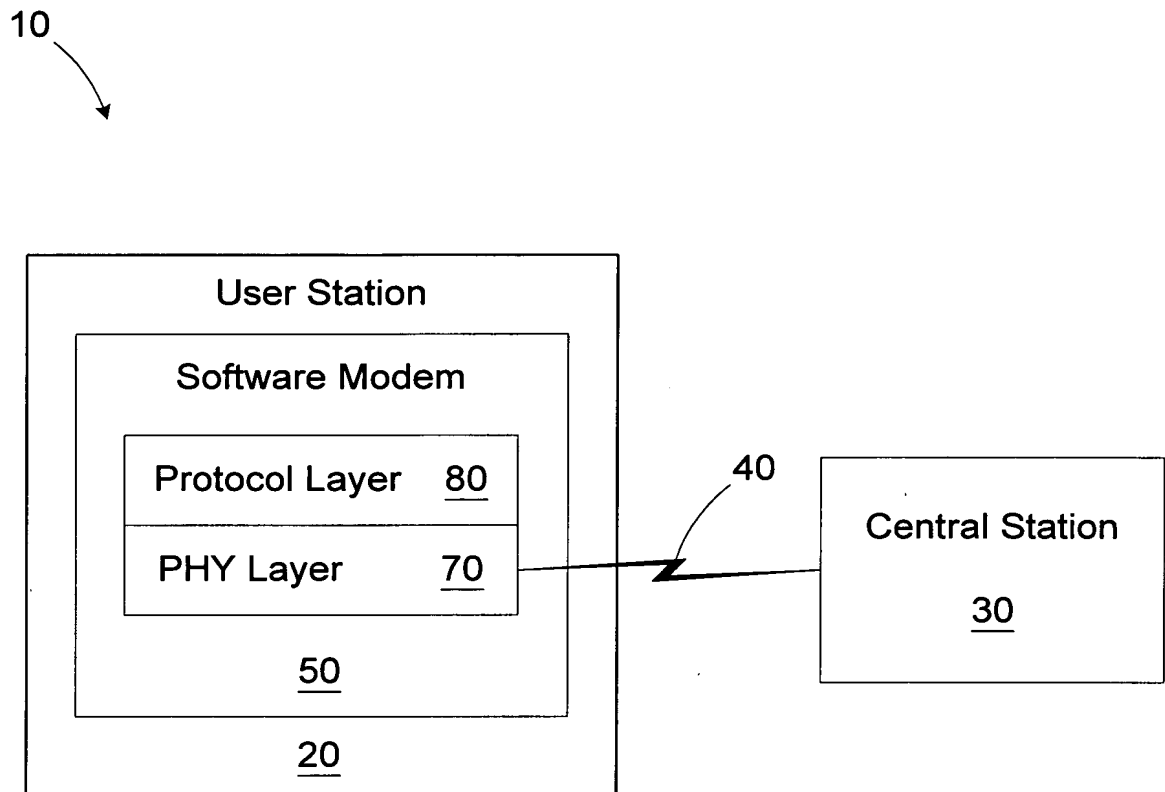 10
User Station
Software Modem
Protocol Layer 80
PHY Layer 70
50
20
40
Central Station
30